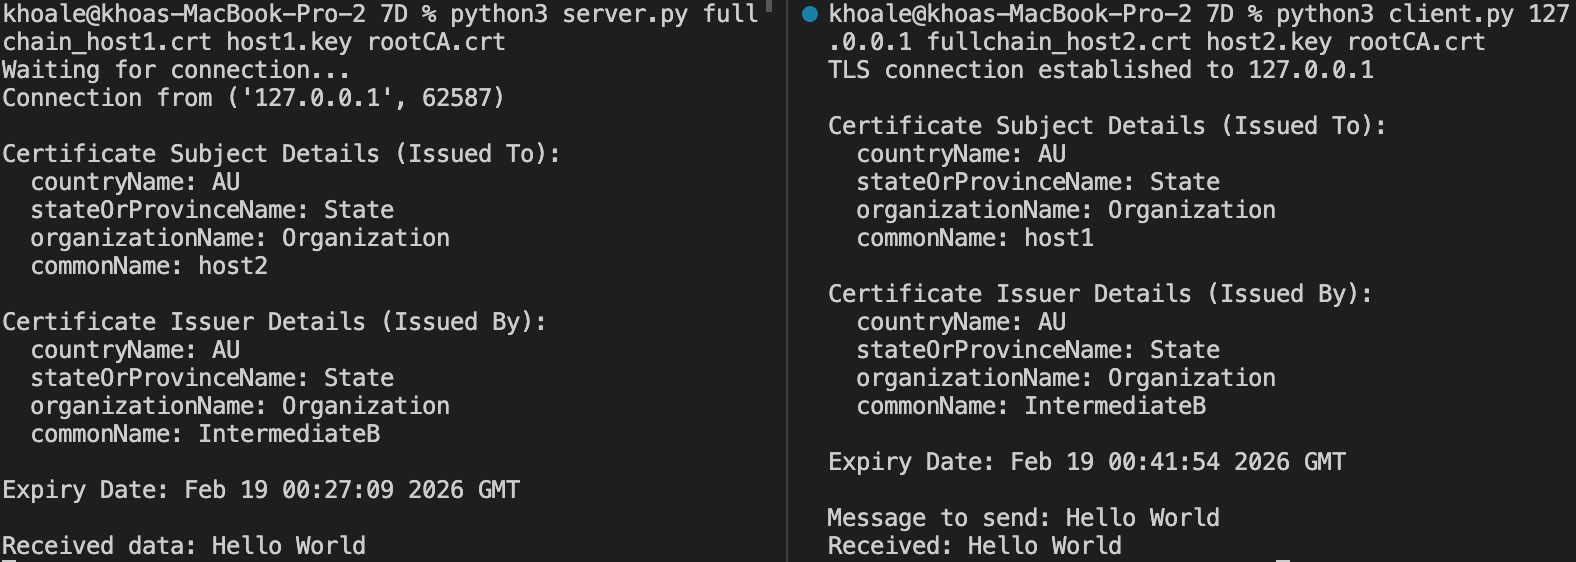 khoale@khoas-MacBook-Pro-2 7D % python3 server.py full
chain_host1.crt host1.key rootCA.crt
Waiting for connection...
Connection from ('127.0.0.1', 62587)

Certificate Subject Details (Issued To):
  countryName: AU
  stateOrProvinceName: State
  organizationName: Organization
  commonName: host2

Certificate Issuer Details (Issued By):
  countryName: AU
  stateOrProvinceName: State
  organizationName: Organization
  commonName: IntermediateB

Expiry Date: Feb 19 00:27:09 2026 GMT

Received data: Hello World

khoale@khoas-MacBook-Pro-2 7D % python3 client.py 127
.0.0.1 fullchain_host2.crt host2.key rootCA.crt
TLS connection established to 127.0.0.1

Certificate Subject Details (Issued To):
  countryName: AU
  stateOrProvinceName: State
  organizationName: Organization
  commonName: host1

Certificate Issuer Details (Issued By):
  countryName: AU
  stateOrProvinceName: State
  organizationName: Organization
  commonName: IntermediateB

Expiry Date: Feb 19 00:41:54 2026 GMT

Message to send: Hello World
Received: Hello World